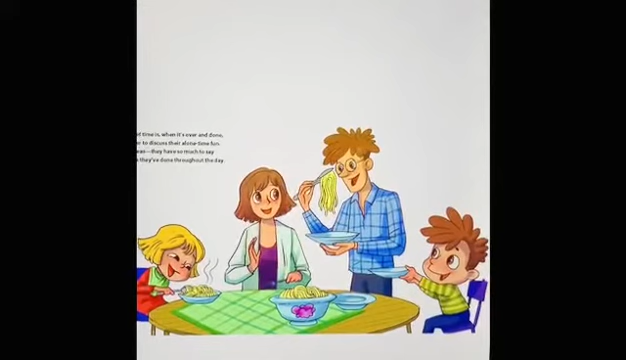 time is, when it's over and done,
to discuss their alone-time fun.
—they have so much to say
they've done throughout the day.